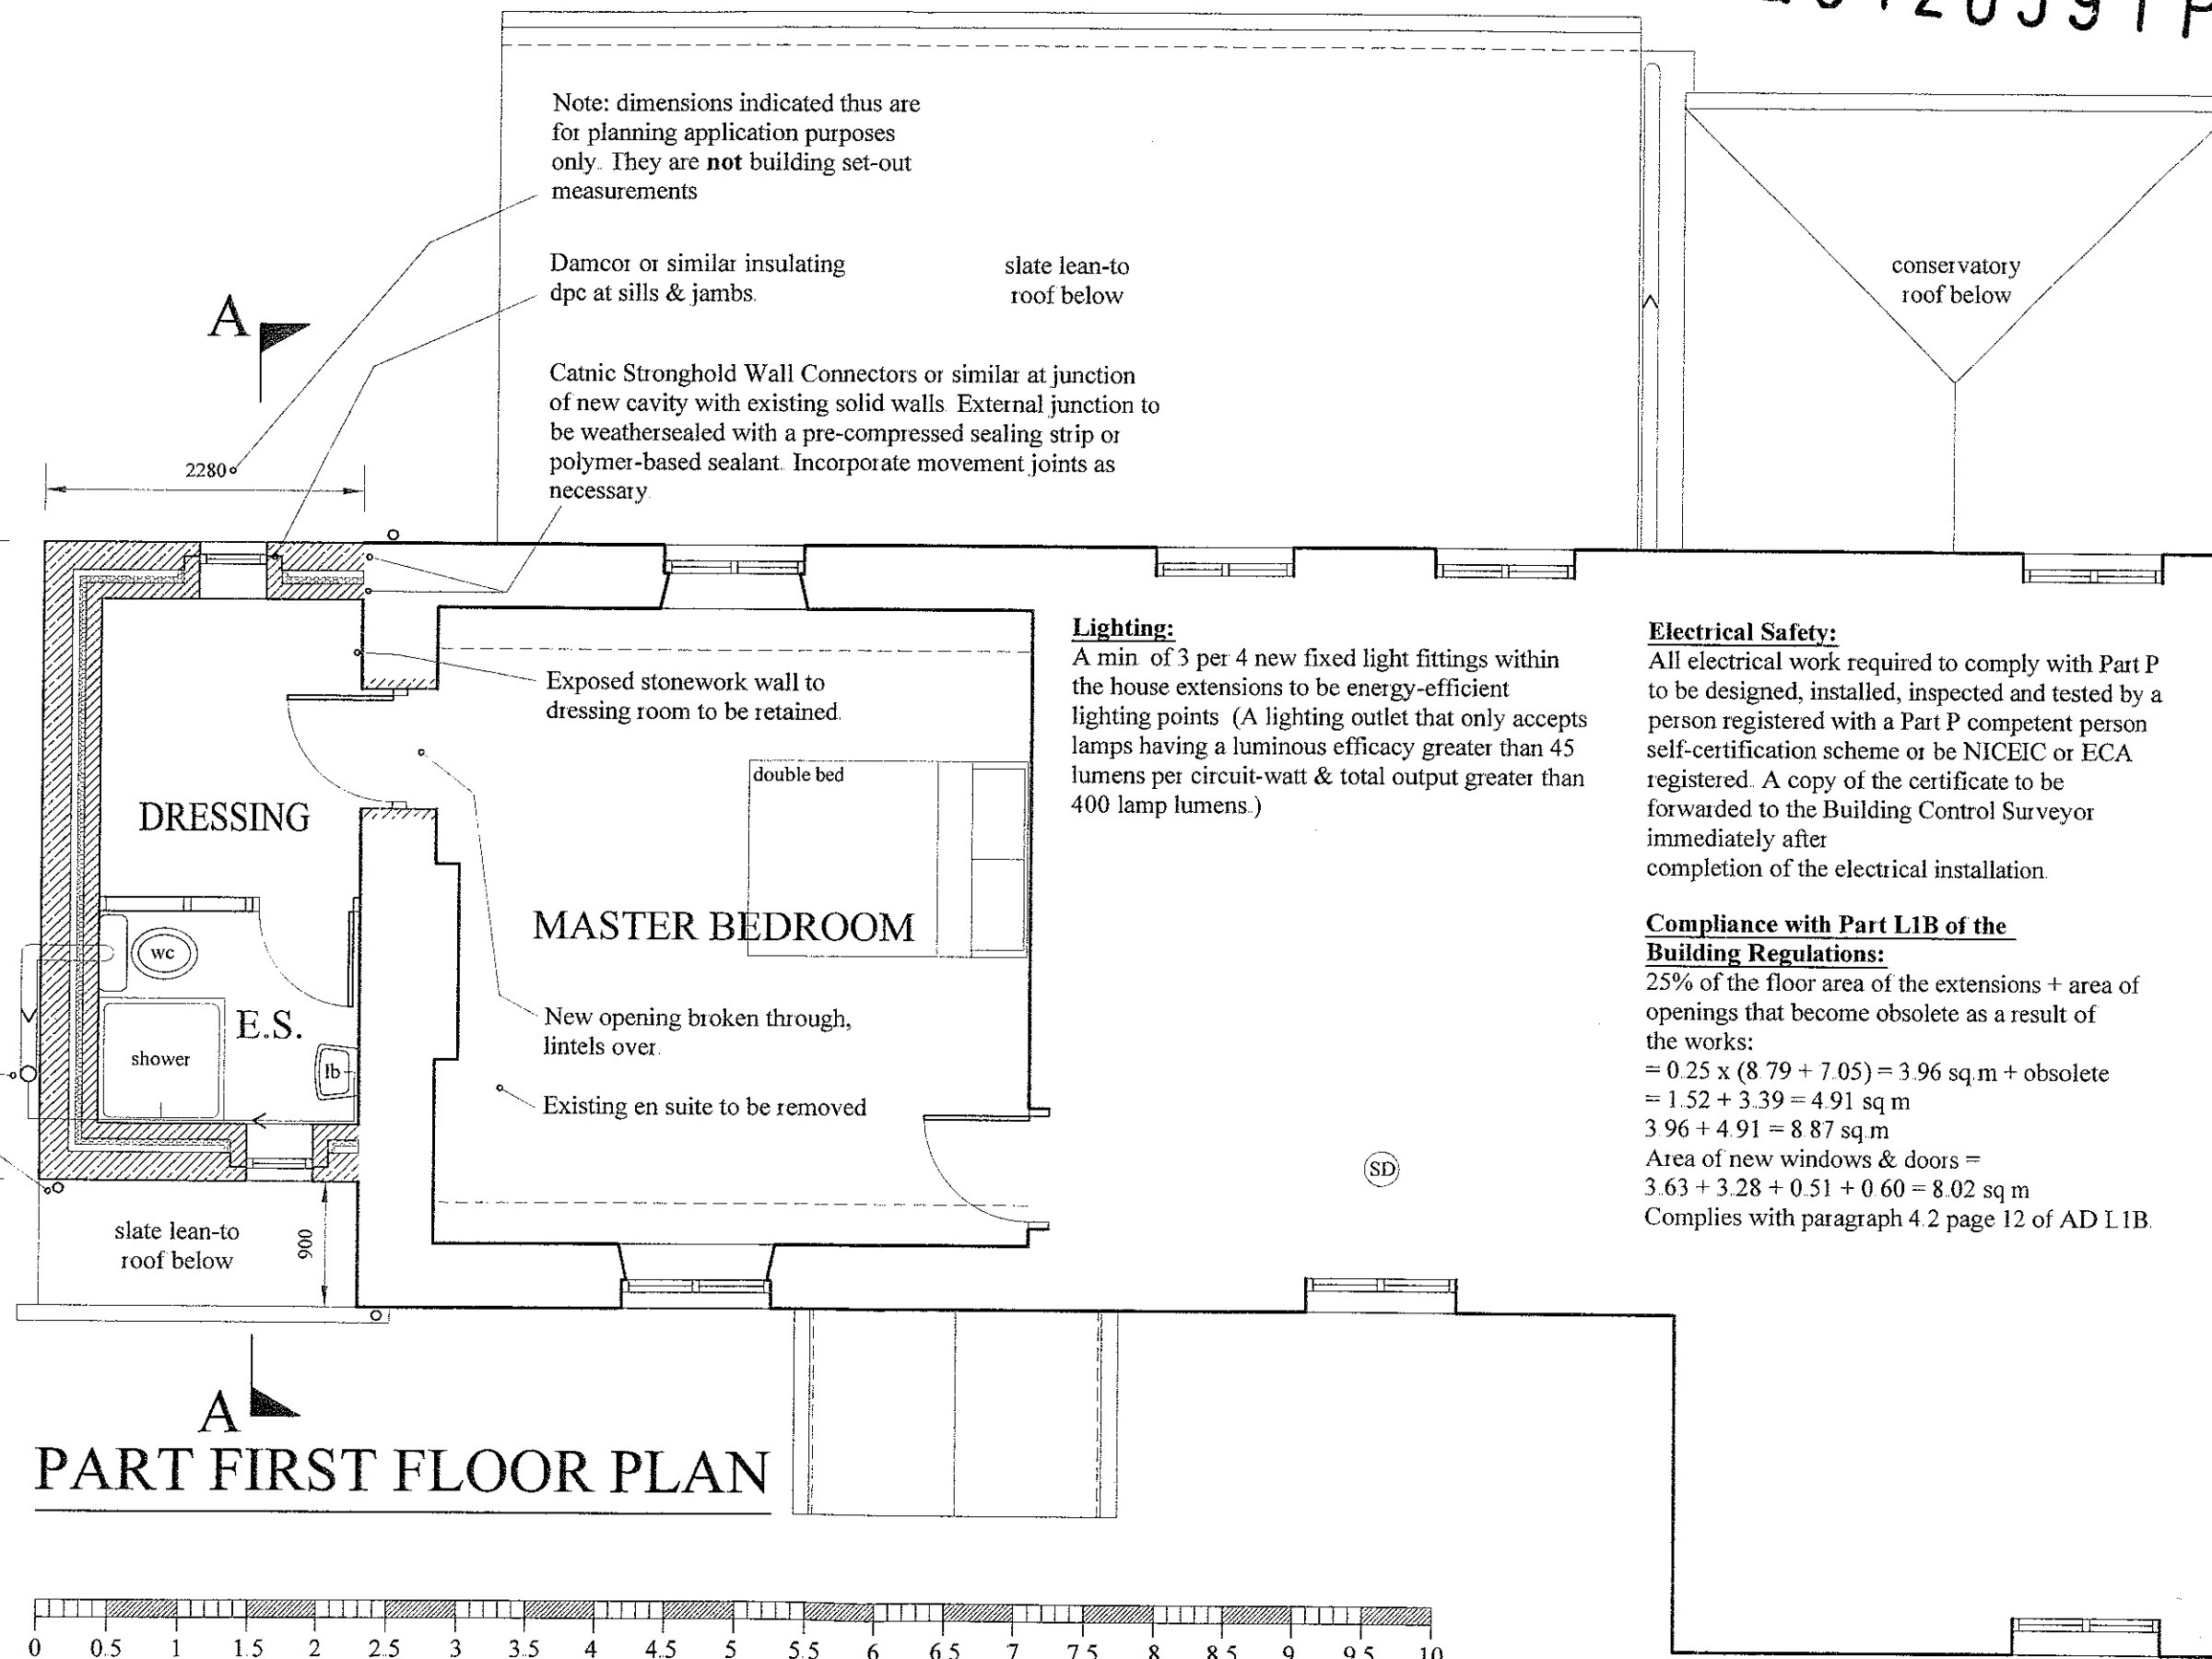 Note: dimensions indicated thus are
for planning application purposes
only. They are not building set-out
measurements
Damcor or similar insulating
dpc at sills & jambs.
slate lean-to
roof below
conservatory
roof below
A
Catnic Stronghold Wall Connectors or similar at junction
of new cavity with existing solid walls. External junction to
be weathersealed with a pre-compressed sealing strip or
polymer-based sealant. Incorporate movement joints as
necessary.
2280
Exposed stonework wall to
dressing room to be retained.
double bed
DRESSING
MASTER BEDROOM
wc
E.S.
shower
lb
New opening broken through,
lintels over.
Existing en suite to be removed
Lighting:
A min. of 3 per 4 new fixed light fittings within
the house extensions to be energy-efficient
lighting points (A lighting outlet that only accepts
lamps having a luminous efficacy greater than 45
lumens per circuit-watt & total output greater than
400 lamp lumens.)
Electrical Safety:
All electrical work required to comply with Part P
to be designed, installed, inspected and tested by a
person registered with a Part P competent person
self-certification scheme or be NICEIC or ECA
registered. A copy of the certificate to be
forwarded to the Building Control Surveyor
immediately after
completion of the electrical installation.
Compliance with Part L1B of the
Building Regulations:
25% of the floor area of the extensions + area of
openings that become obsolete as a result of
the works:
= 0.25 x (8.79 + 7.05) = 3.96 sq.m + obsolete
= 1.52 + 3.39 = 4.91 sq m
3.96 + 4.91 = 8.87 sq.m
Area of new windows & doors =
3.63 + 3.28 + 0.51 + 0.60 = 8.02 sq m
Complies with paragraph 4.2 page 12 of AD L1B.
SD
slate lean-to
roof below
900
A
PART FIRST FLOOR PLAN
0 0.5 1 1.5 2 2.5 3 3.5 4 4.5 5 5.5 6 6.5 7 7.5 8 8.5 9 9.5 10